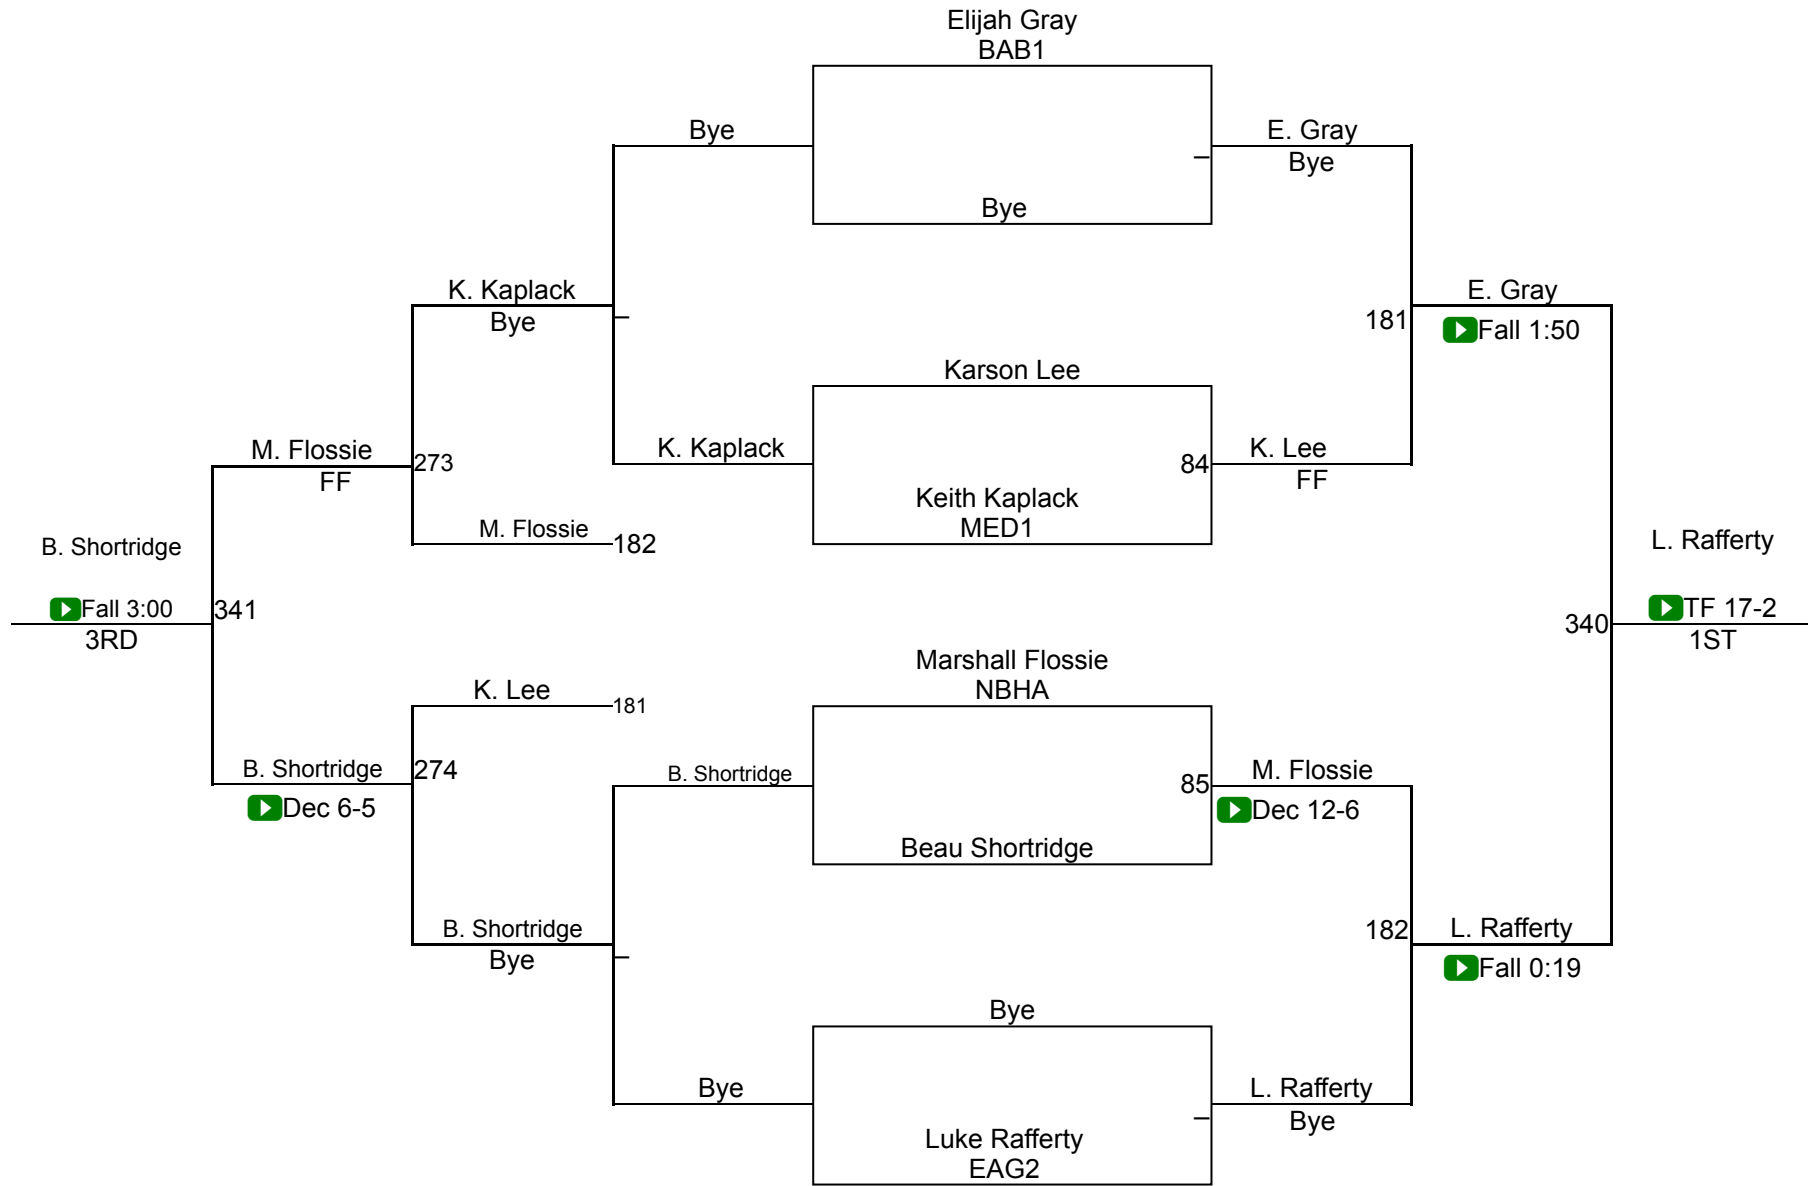 Elijah Gray
BAB1
Bye
E. Gray
Bye
Bye
K. Kaplack
Bye
E. Gray
181
Fall 1:50
Karson Lee
M. Flossie
FF
273
K. Kaplack
84
K. Lee
FF
Keith Kaplack
MED1
M. Flossie
182
B. Shortridge
L. Rafferty
Fall 3:00
3RD
341
340
TF 17-2
1ST
Marshall Flossie
NBHA
K. Lee
181
B. Shortridge
Dec 6-5
274
B. Shortridge
85
M. Flossie
Dec 12-6
Beau Shortridge
B. Shortridge
Bye
182
L. Rafferty
Fall 0:19
Bye
Bye
L. Rafferty
Bye
Luke Rafferty
EAG2